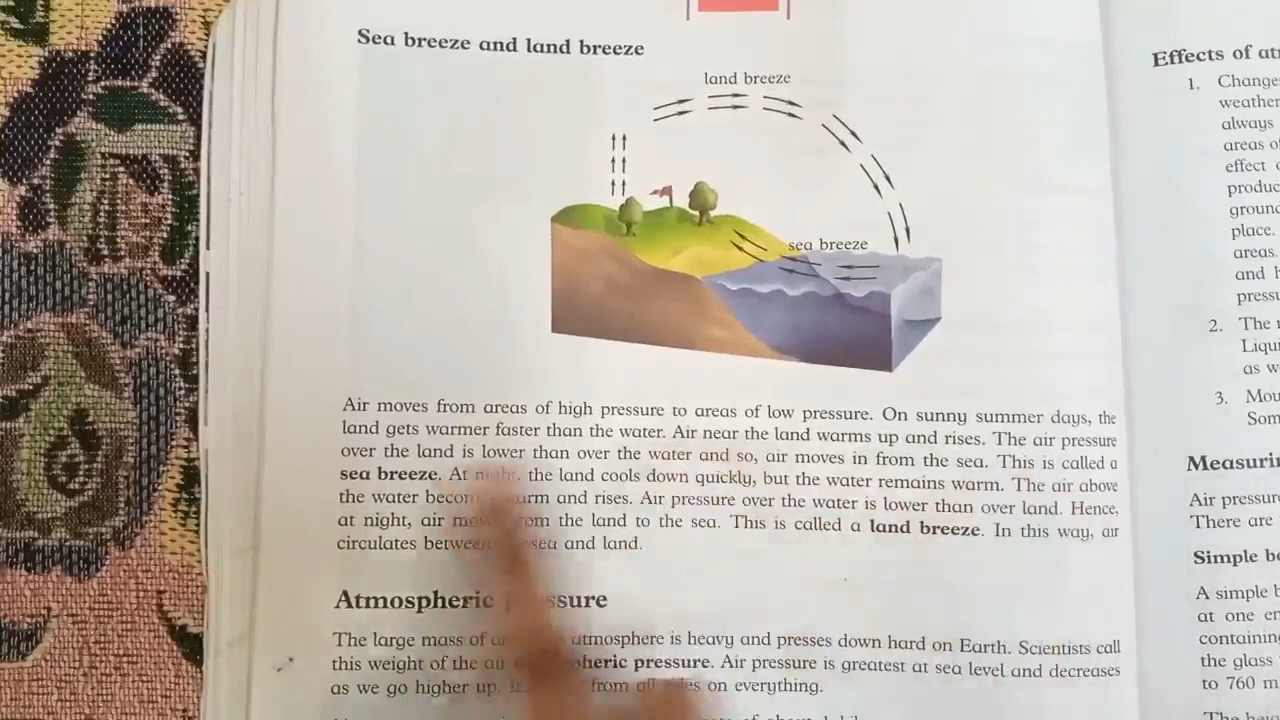 Sea breeze and land breeze
land breeze
sea breeze
Air moves from areas of high pressure to areas of low pressure. On sunny summer days, the
land gets warmer faster than the water. Air near the land warms up and rises. The air pressure
over the land is lower than over the water and so, air moves in from the sea. This is called a
sea breeze. At night, the land cools down quickly, but the water remains warm. The air above
the water becom urm and rises. Air pressure over the water is lower than over land. Hence,
at night, air mov om the land to the sea. This is called a land breeze. In this way, air
circulates between sea and land.
Atmospheric ssure
The large mass of atmosphere is heavy and presses down hard on Earth. Scientists call
this weight of the heric pressure. Air pressure is greatest at sea level and decreases
as we go higher up. from all on everything.
Effects of at
1. Change
weather
always
areas o
effect
produc
ground
place.
areas.
and h
pressu
2. The
Liqui
as w
3. Mou
Som
Measurin
Air pressur
There are
Simple b
A simple b
at one en
containing
the glass
to 760 m